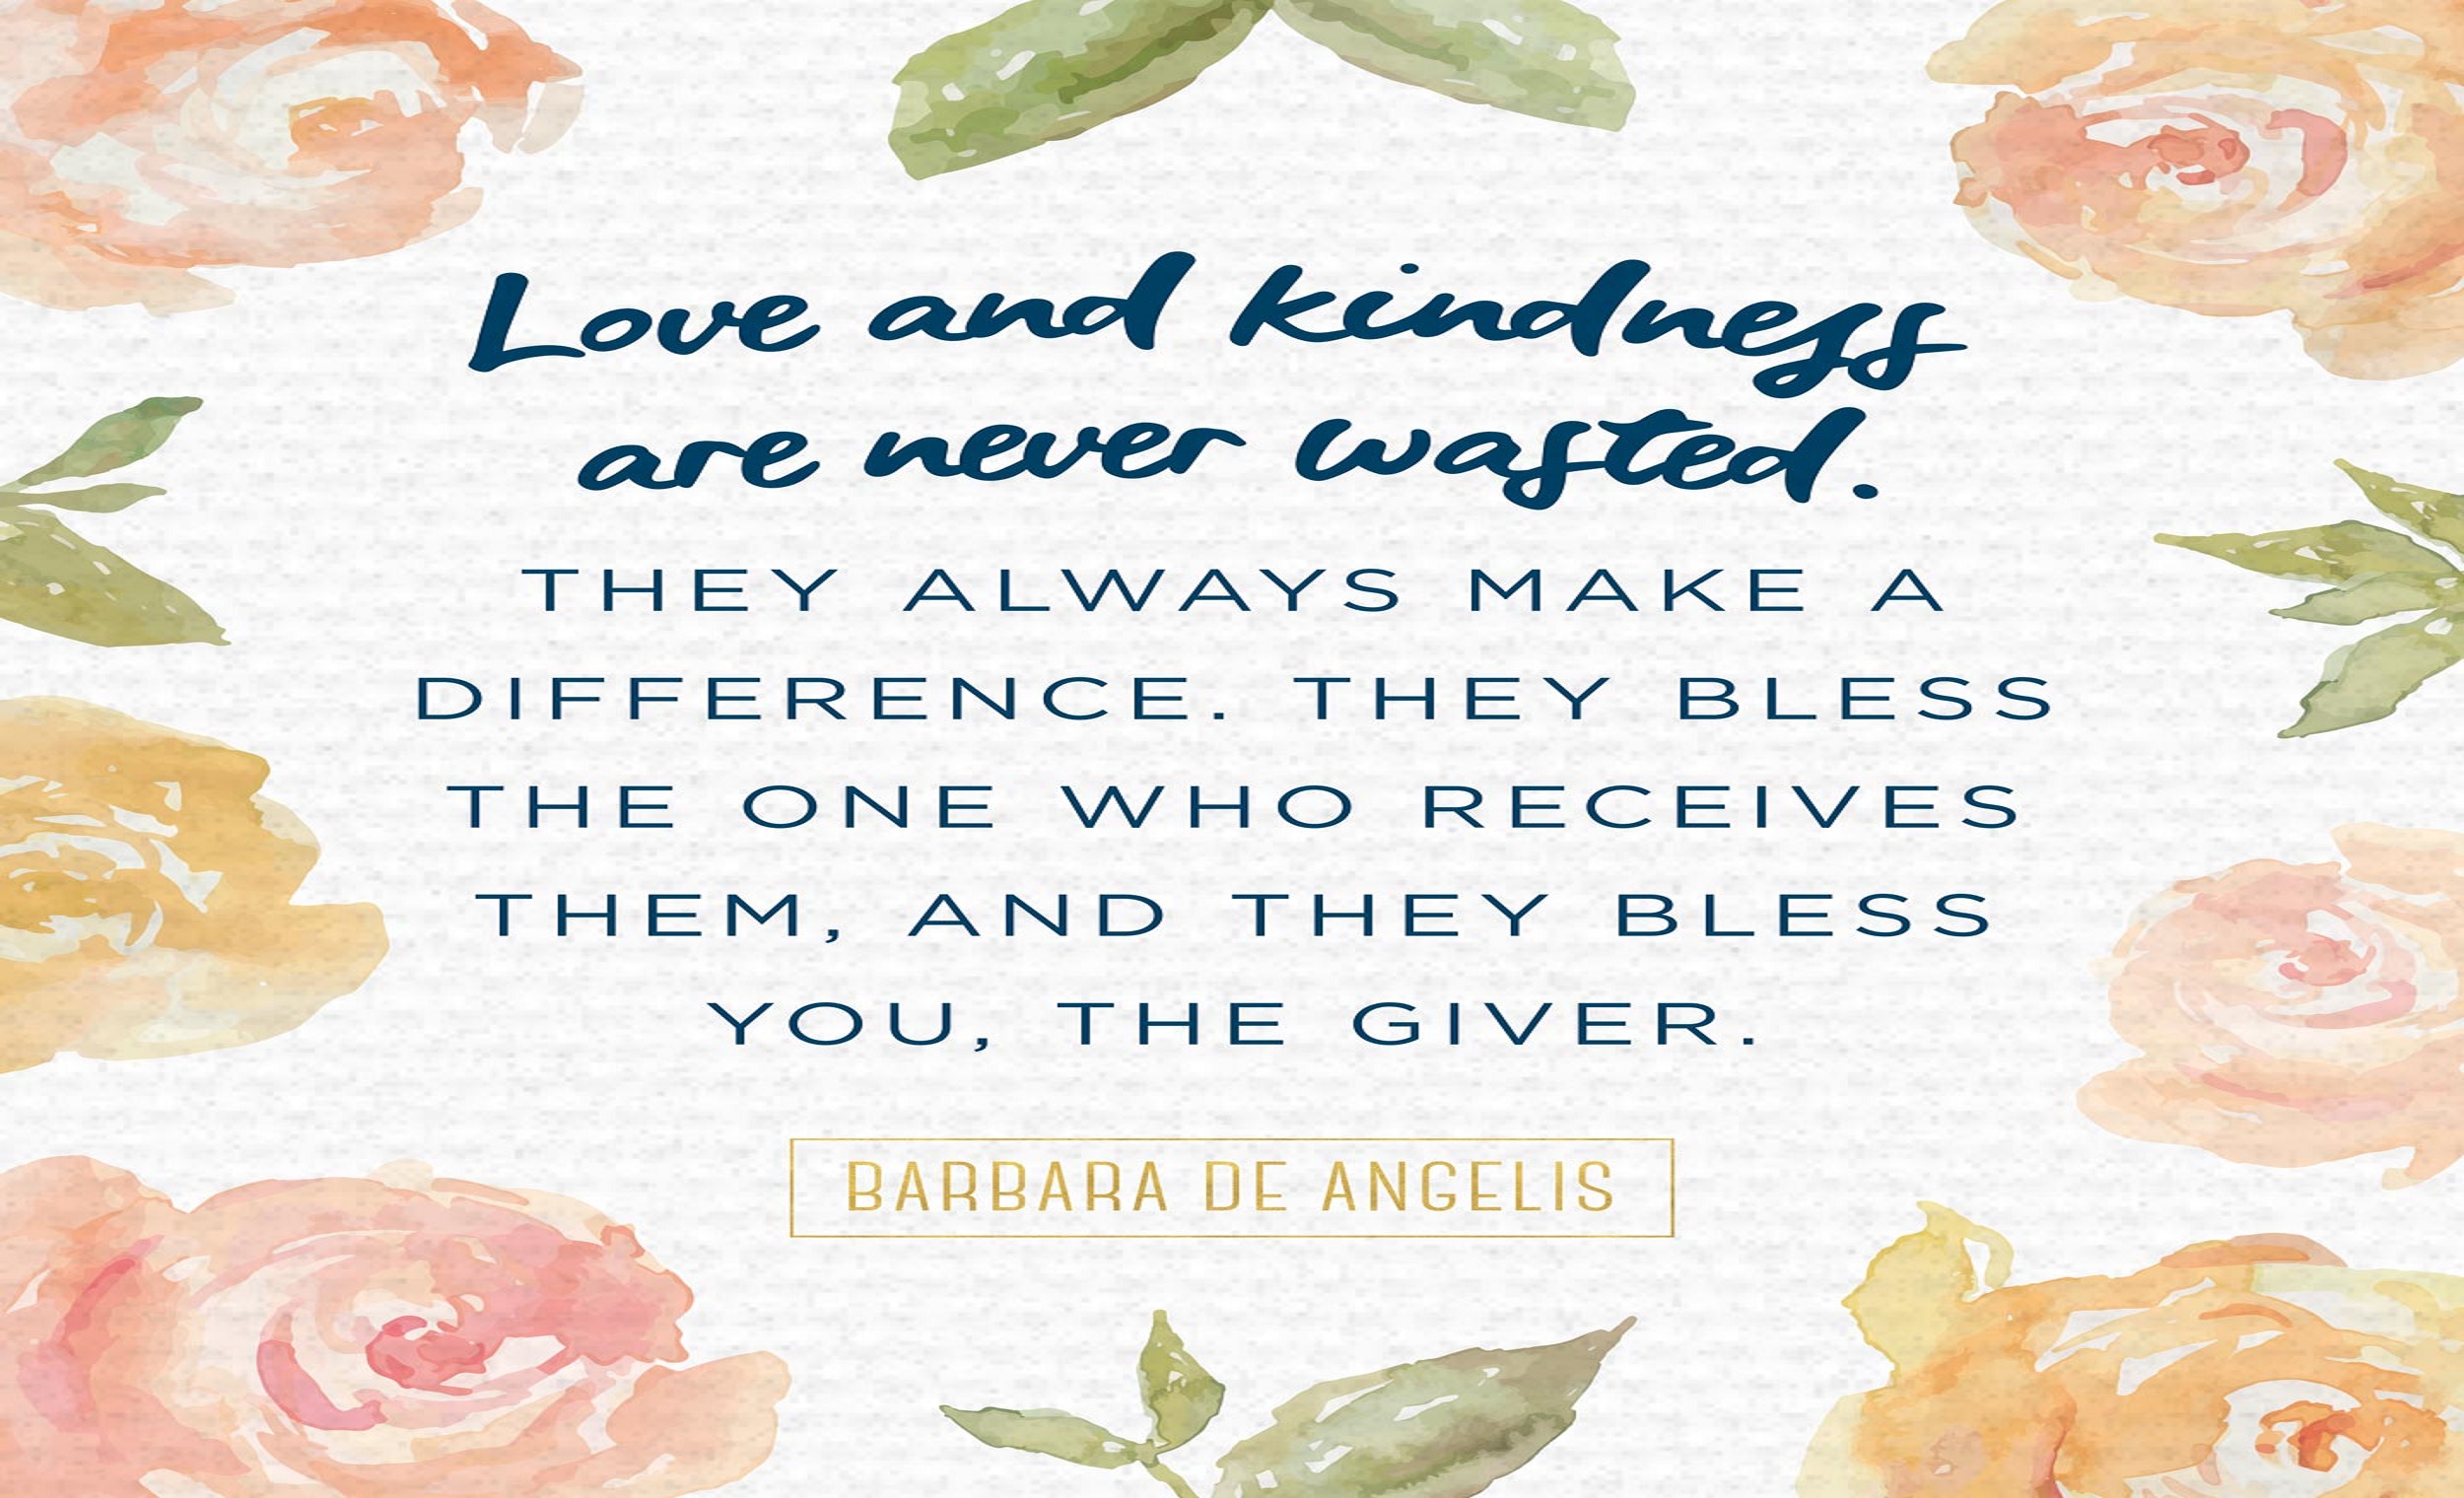 Love and kindness
are never wasted.
THEY ALWAYS MAKE A
DIFFERENCE. THEY BLESS
THE ONE WHO RECEIVES
THEM, AND THEY BLESS
YOU, THE GIVER.
BARBARA DE ANGELIS